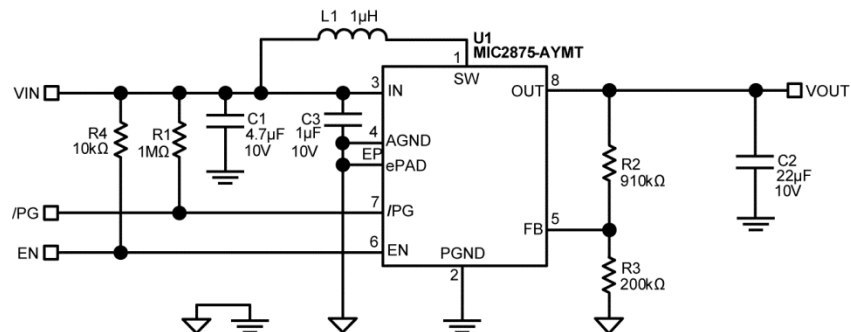 L1 1µH
U1
MIC2875-AYMT
1
SW
VIN
3
IN
8
OUT
VOUT
R4
10kΩ
R1
1MΩ
C1
4.7µF
10V
C3
1µF
10V
4
AGND
EP
ePAD
R2
910kΩ
C2
22µF
10V
/PG
7
/PG
5
FB
EN
6
EN
PGND
2
R3
200kΩ